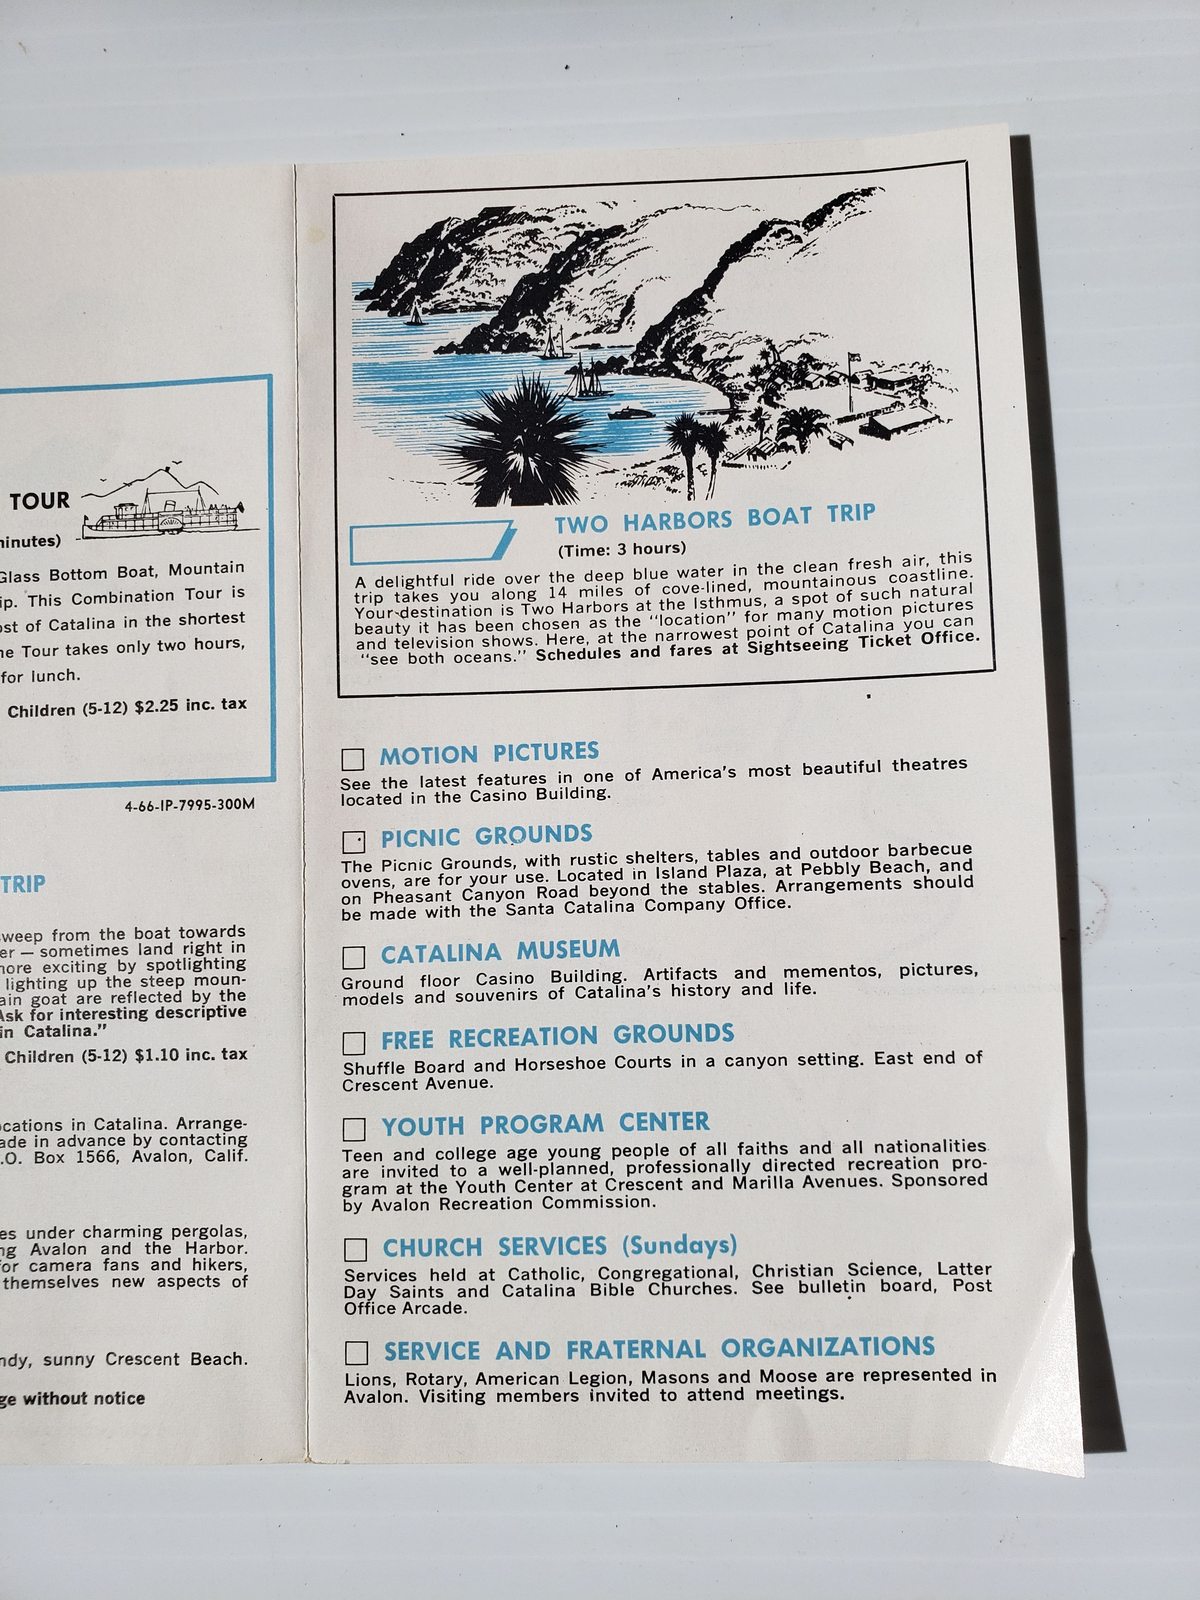 TOUR
minutes)
Glass Bottom Boat, Mountain
ip. This Combination Tour is
ost of Catalina in the shortest
he Tour takes only two hours,
for lunch.
Children (5-12) $2.25 inc. tax
4-66-IP-7995-300M
TRIP
sweep from the boat towards
er — sometimes land right in
more exciting by spotlighting
lighting up the steep moun-
ain goat are reflected by the
Ask for interesting descriptive
in Catalina."
Children (5-12) $1.10 inc. tax
ocations in Catalina. Arrange-
ade in advance by contacting
.O. Box 1566, Avalon, Calif.
es under charming pergolas,
ng Avalon and the Harbor.
for camera fans and hikers,
themselves new aspects of
ndy, sunny Crescent Beach.
ge without notice
TWO HARBORS BOAT TRIP
(Time: 3 hours)
A delightful ride over the deep blue water in the clean fresh air, this
trip takes you along 14 miles of cove-lined, mountainous coastline.
Your destination is Two Harbors at the Isthmus, a spot of such natural
beauty it has been chosen as the "location" for many motion pictures
and television shows. Here, at the narrowest point of Catalina you can
"see both oceans." Schedules and fares at Sightseeing Ticket Office.
MOTION PICTURES
See the latest features in one of America's most beautiful theatres
located in the Casino Building.
PICNIC GROUNDS
The Picnic Grounds, with rustic shelters, tables and outdoor barbecue
ovens, are for your use. Located in Island Plaza, at Pebbly Beach, and
on Pheasant Canyon Road beyond the stables. Arrangements should
be made with the Santa Catalina Company Office.
CATALINA MUSEUM
Ground floor Casino Building. Artifacts and mementos, pictures,
models and souvenirs of Catalina's history and life.
FREE RECREATION GROUNDS
Shuffle Board and Horseshoe Courts in a canyon setting. East end of
Crescent Avenue.
YOUTH PROGRAM CENTER
Teen and college age young people of all faiths and all nationalities
are invited to a well-planned, professionally directed recreation pro-
gram at the Youth Center at Crescent and Marilla Avenues. Sponsored
by Avalon Recreation Commission.
CHURCH SERVICES (Sundays)
Services held at Catholic, Congregational, Christian Science, Latter
Day Saints and Catalina Bible Churches. See bulletin board, Post
Office Arcade.
SERVICE AND FRATERNAL ORGANIZATIONS
Lions, Rotary, American Legion, Masons and Moose are represented in
Avalon. Visiting members invited to attend meetings.